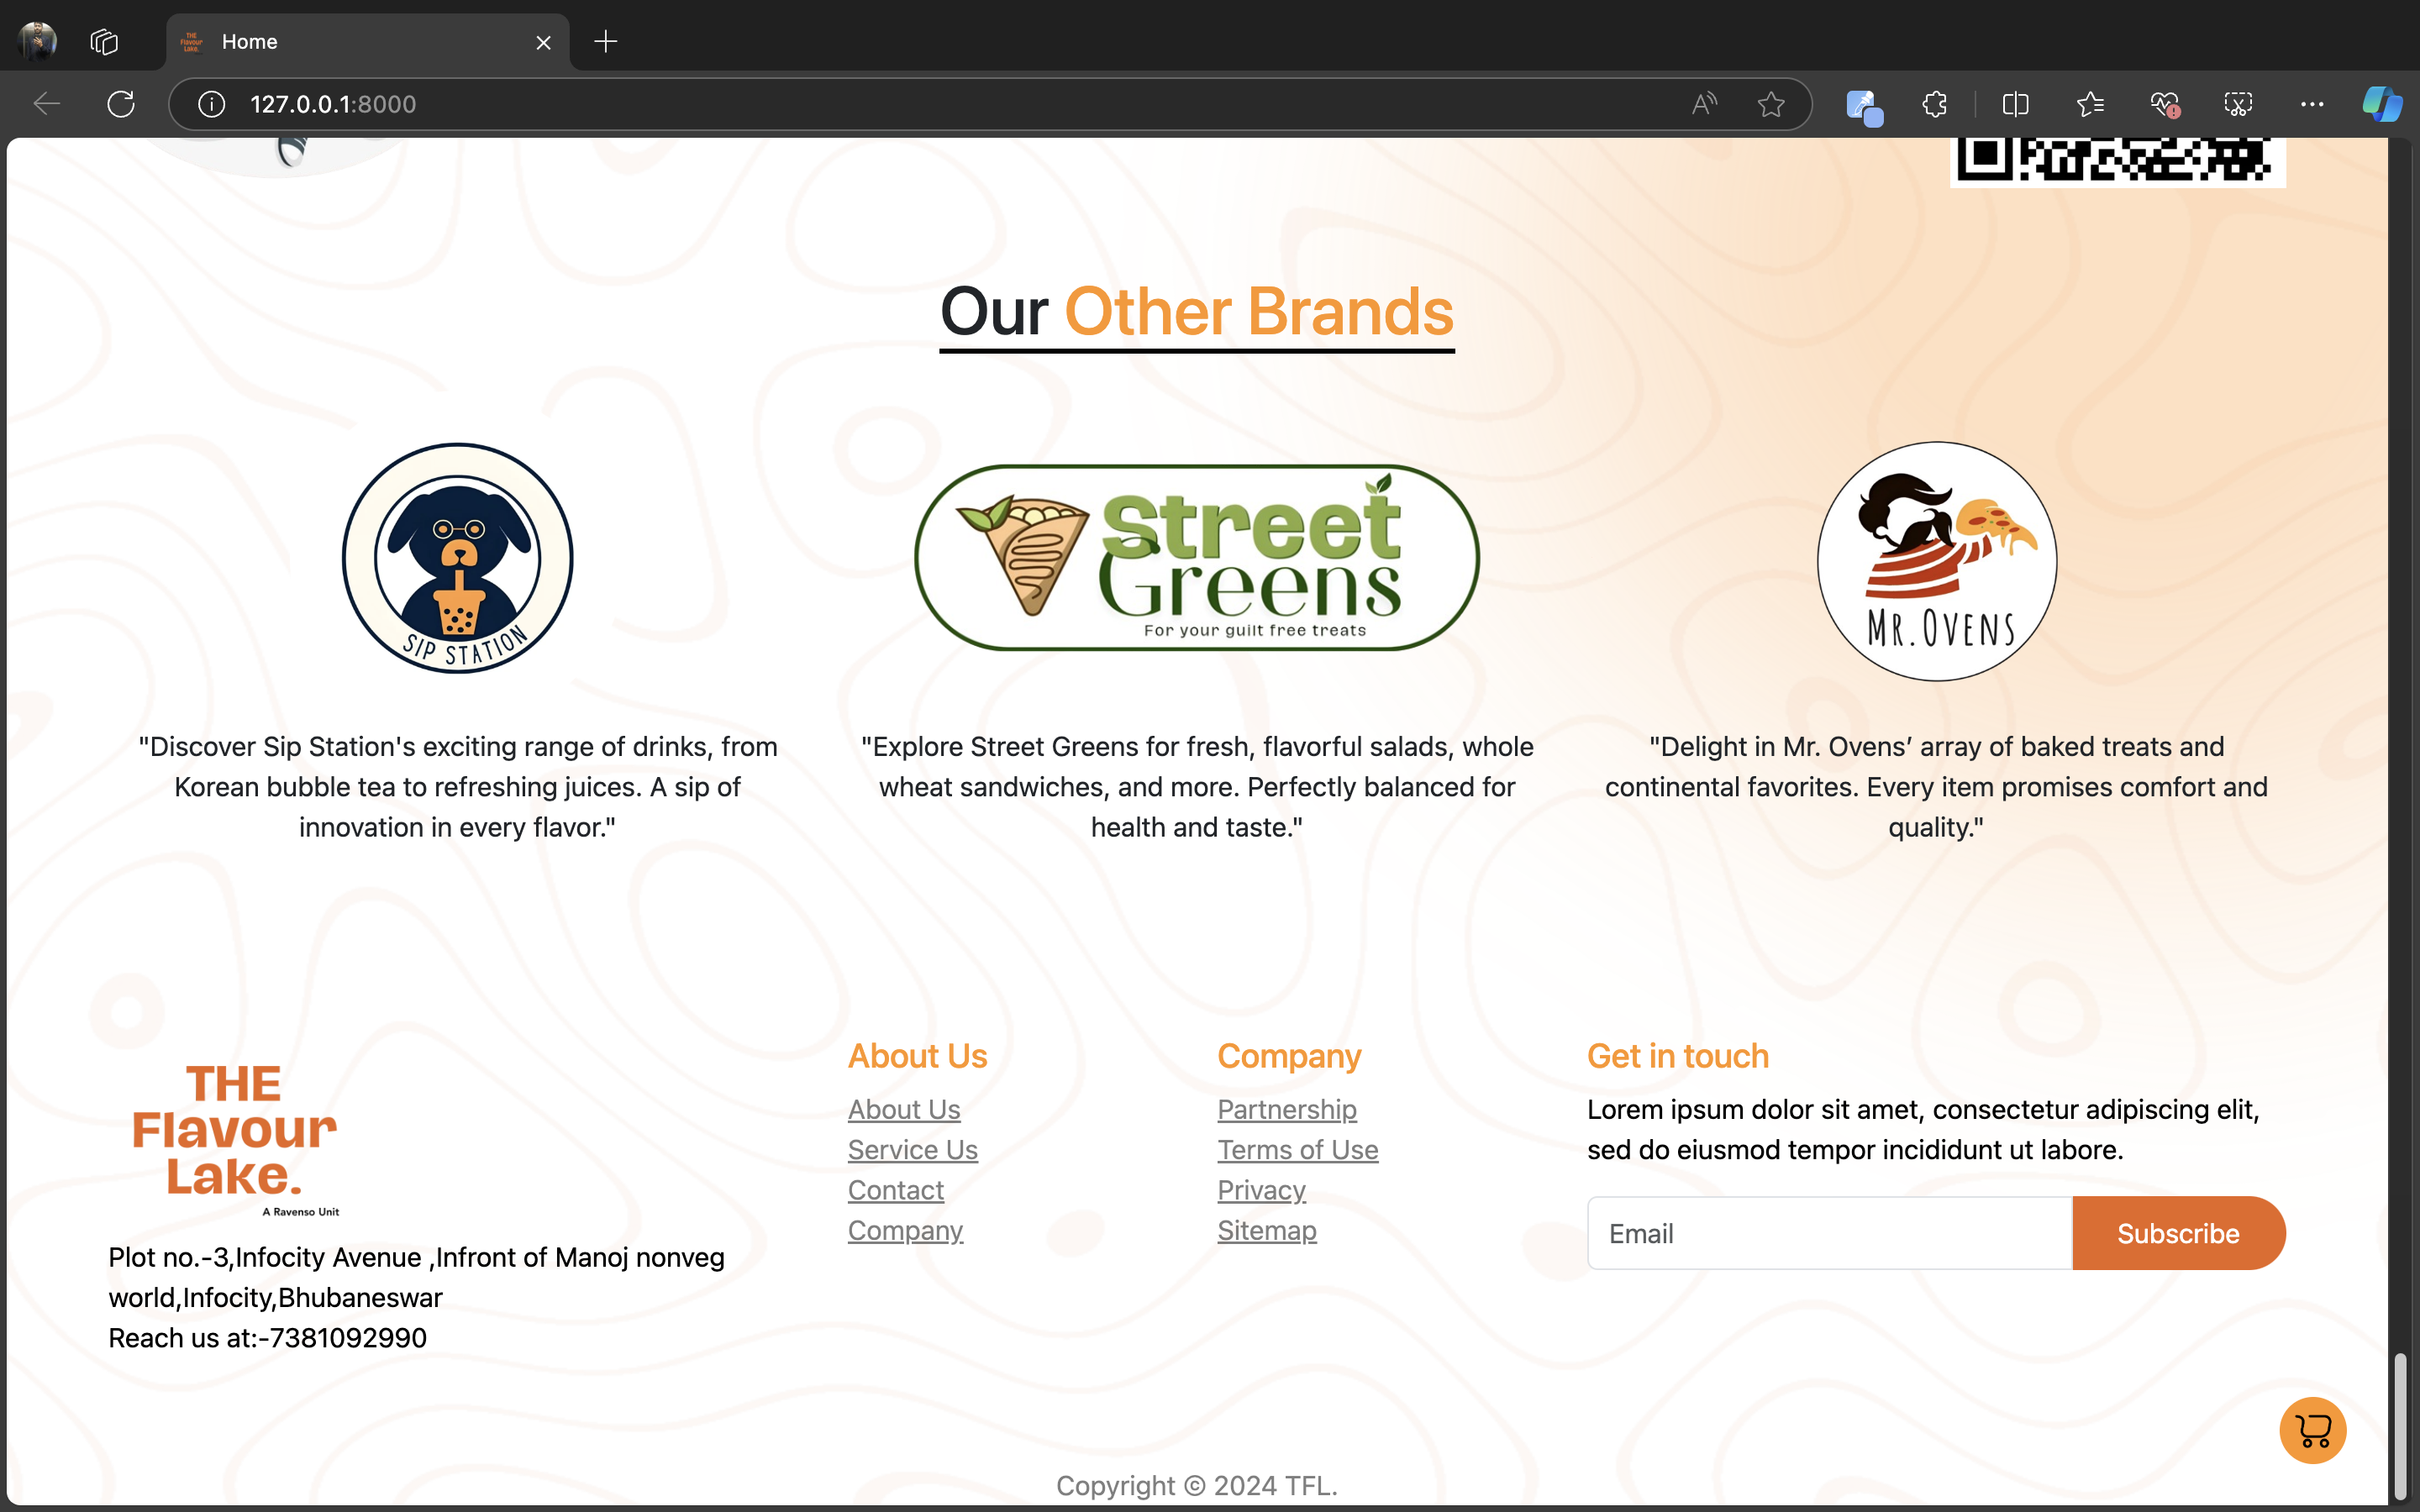 THE Flavour Lake.
Home
127.0.0.1:8000
Our Other Brands
SIP STATION
Street
Greens
For your guilt free treats
MR.OVENS
"Discover Sip Station's exciting range of drinks, from
Korean bubble tea to refreshing juices. A sip of
innovation in every flavor."
"Explore Street Greens for fresh, flavorful salads, whole
wheat sandwiches, and more. Perfectly balanced for
health and taste."
"Delight in Mr. Ovens’ array of baked treats and
continental favorites. Every item promises comfort and
quality."
THE
Flavour
Lake.
A Ravenso Unit
Plot no.-3,Infocity Avenue ,Infront of Manoj nonveg
world,Infocity,Bhubaneswar
Reach us at:-7381092990
About Us
About Us
Service Us
Contact
Company
Company
Partnership
Terms of Use
Privacy
Sitemap
Get in touch
Lorem ipsum dolor sit amet, consectetur adipiscing elit,
sed do eiusmod tempor incididunt ut labore.
Email
Subscribe
Copyright © 2024 TFL.